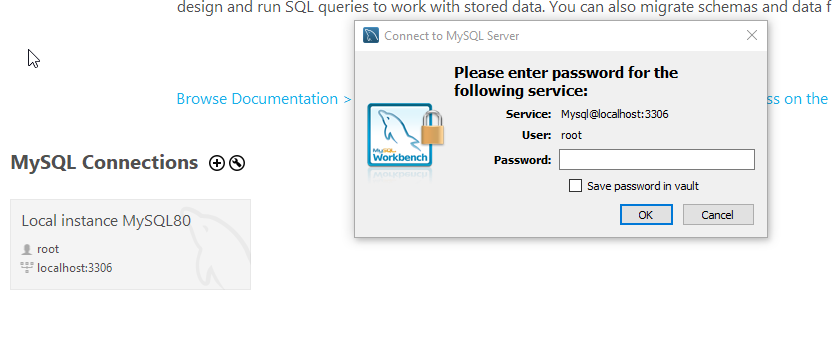 design and run SQL queries to work with stored data. You can also migrate schemas and data f
Connect to MySQL Server
Please enter password for the
following service:
Browse Documentation >
ss on the
Service: Mysql@localhost:3306
User: root
MySQL Workbench
Password:
MySQL Connections
Save password in vault
OK Cancel
Local instance MySQL80
root
localhost:3306